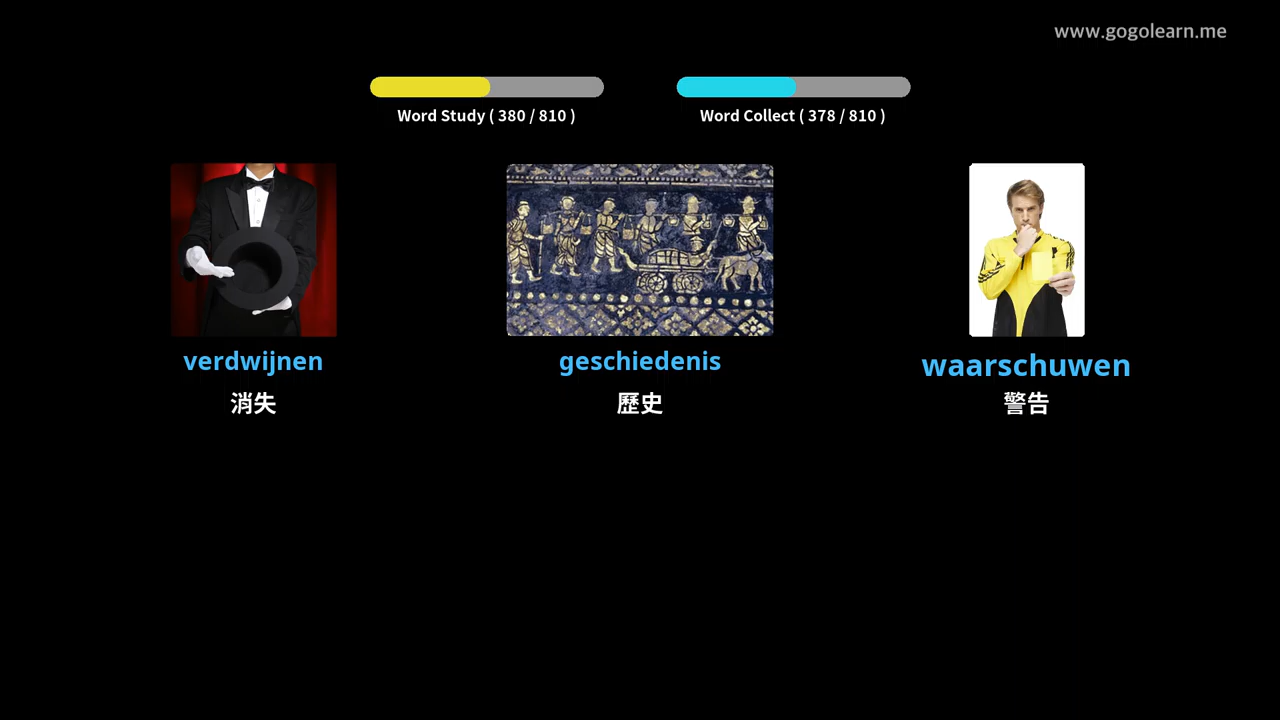 www.gogolearn.me
Word Study ( 380 / 810 )
Word Collect ( 378 / 810 )
verdwijnen
geschiedenis
waarschuwen
消失
歷史
警告